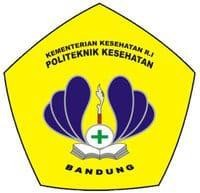 KEMENTERIAN KESEHATAN R.I
POLITEKNIK KESEHATAN
BANDUNG